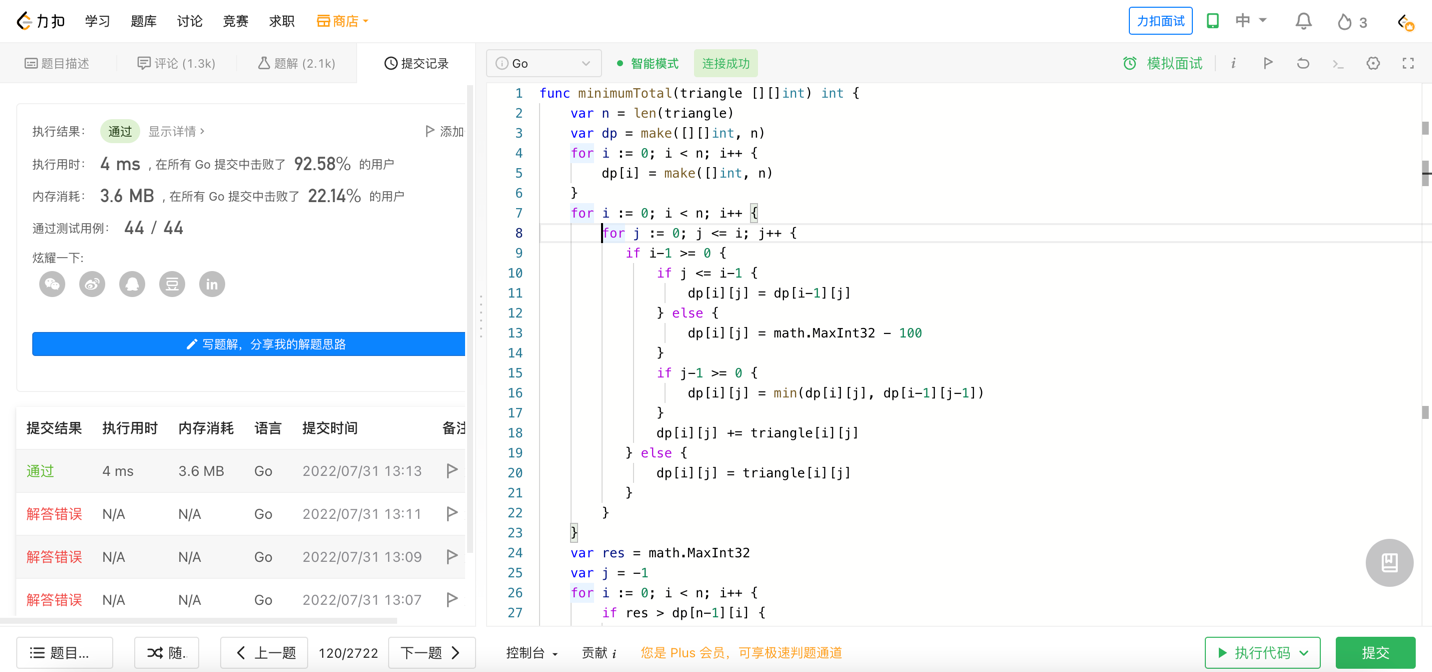 力扣 学习 题库 讨论 竞赛 求职 商店 力扣面试 中 3
题目描述 评论 (1.3k) 题解 (2.1k) 提交记录
执行结果： 通过 显示详情 › 添加
执行用时： 4 ms , 在所有 Go 提交中击败了 92.58% 的用户
内存消耗： 3.6 MB , 在所有 Go 提交中击败了 22.14% 的用户
通过测试用例： 44 / 44
炫耀一下:
豆 in
写题解，分享我的解题思路
提交结果 执行用时 内存消耗 语言 提交时间 备注
通过 4 ms 3.6 MB Go 2022/07/31 13:13
解答错误 N/A N/A Go 2022/07/31 13:11
解答错误 N/A N/A Go 2022/07/31 13:09
解答错误 N/A N/A Go 2022/07/31 13:07
i Go 智能模式 连接成功 模拟面试 i >_
1 func minimumTotal(triangle [][]int) int {
2 var n = len(triangle)
3 var dp = make([][]int, n)
4 for i := 0; i < n; i++ {
5 dp[i] = make([]int, n)
6 }
7 for i := 0; i < n; i++ {
8 for j := 0; j <= i; j++ {
9 if i-1 >= 0 {
10 if j <= i-1 {
11 dp[i][j] = dp[i-1][j]
12 } else {
13 dp[i][j] = math.MaxInt32 - 100
14 }
15 if j-1 >= 0 {
16 dp[i][j] = min(dp[i][j], dp[i-1][j-1])
17 }
18 dp[i][j] += triangle[i][j]
19 } else {
20 dp[i][j] = triangle[i][j]
21 }
22 }
23 }
24 var res = math.MaxInt32
25 var j = -1
26 for i := 0; i < n; i++ {
27 if res > dp[n-1][i] {
题目... 随. 上一题 120/2722 下一题 控制台 贡献 i 您是 Plus 会员，可享极速判题通道 执行代码 提交